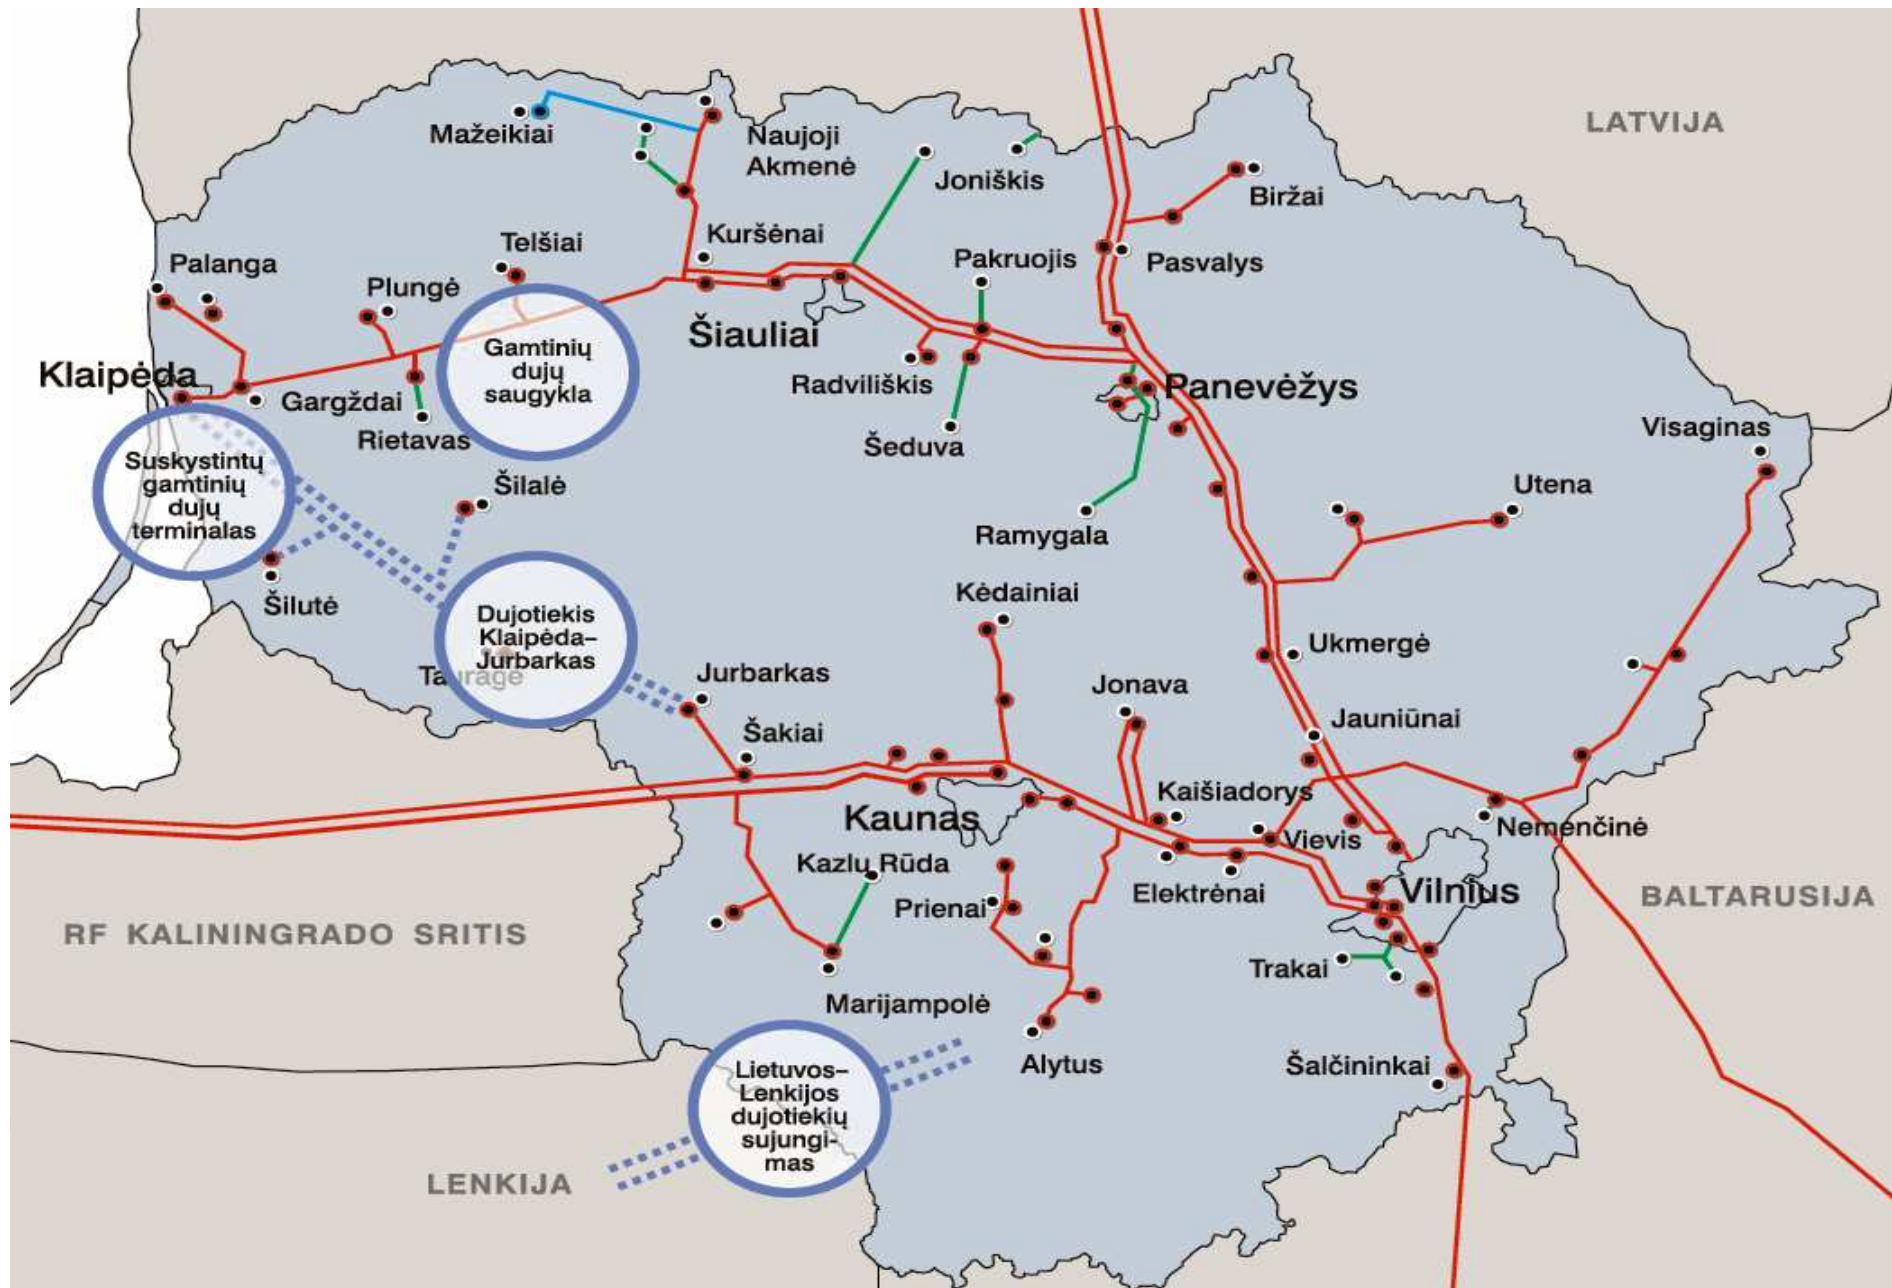 LATVIJA
Mažeikiai
Naujoji
Akmenė
Joniškis
Biržai
Kuršėnai
Telšiai
Palanga
Plungė
Pakruojis
Pasvalys
Šiauliai
Gamtinių
dujų
saugykla
Klaipėda
Gargždai
Rietavas
Radviliškis
Panevėžys
Šeduva
Visaginas
Suskystintų
gamtinių
dujų
terminalas
Šilalė
Utena
Ramygala
Šilutė
Dujotiekis
Klaipėda–
Jurbarkas
Tauragė
Kėdainiai
Ukmergė
Jurbarkas
Jonava
Jauniūnai
Šakiai
Kaunas
Kaišiadorys
Vievis
Nemenčinė
Kazlų Rūda
Prienai
Elektrėnai
Vilnius
BALTARUSIJA
RF KALININGRADO SRITIS
Trakai
Marijampolė
Alytus
Šalčininkai
Lietuvos–
Lenkijos
dujotiekių
sujungi-
mas
LENKIJA